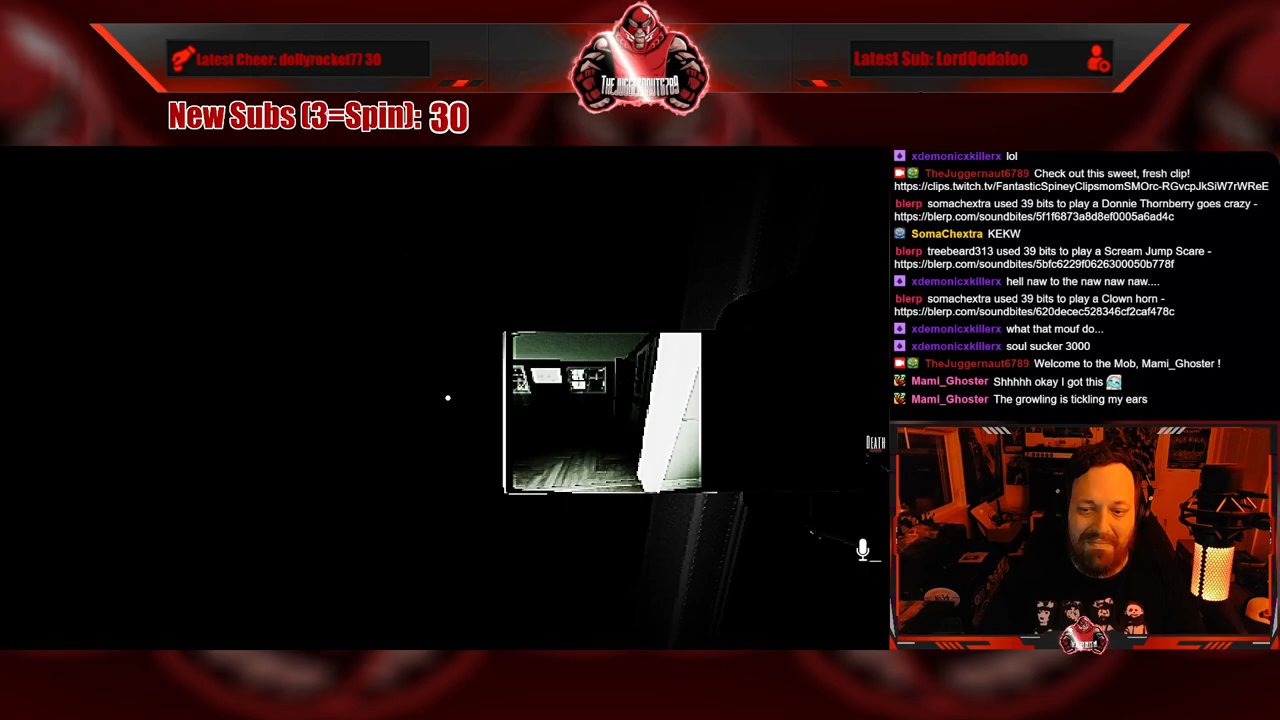 Latest Cheer: dollyrocket77 30
THEJUGGERNAUT6789
Latest Sub: LordOodaloo
New Subs (3=Spin): 30
xdemonicxkillerx lol
TheJuggernaut6789 Check out this sweet, fresh clip!
https://clips.twitch.tv/FantasticSpineyClipsmomSMOrc-RGvcpJkSiW7rWReE
blerp somachextra used 39 bits to play a Donnie Thornberry goes crazy -
https://blerp.com/soundbites/5f1f6873a8d8ef0005a6ad4c
SomaChextra KEKW
blerp treebeard313 used 39 bits to play a Scream Jump Scare -
https://blerp.com/soundbites/5bfc6229f0626300050b778f
xdemonicxkillerx hell naw to the naw naw naw....
blerp somachextra used 39 bits to play a Clown horn -
https://blerp.com/soundbites/620decec528346cf2caf478c
xdemonicxkillerx what that mouf do...
xdemonicxkillerx soul sucker 3000
TheJuggernaut6789 Welcome to the Mob, Mami_Ghoster !
Mami_Ghoster Shhhhh okay I got this
Mami_Ghoster The growling is tickling my ears
DEATH